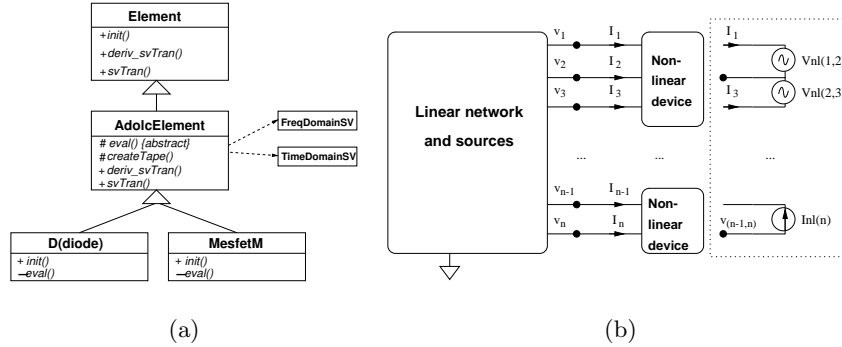 Element
+init()
+deriv_svTran()
+svTran()
AdolcElement
# eval() {abstract}
#createTape()
+deriv_svTran()
+svTran()
FreqDomainSV
TimeDomainSV
D(diode)
+ init()
−eval()
MesfetM
+ init()
−eval()
(a)
Linear network
and sources
v1
v2
v3
vn-1
vn
I1
I2
I3
In-1
In
Non-
linear
device
...
...
Non-
linear
device
I1
I3
Vnl(1,2
Vnl(2,3
...
v(n-1,n)
Inl(n)
(b)